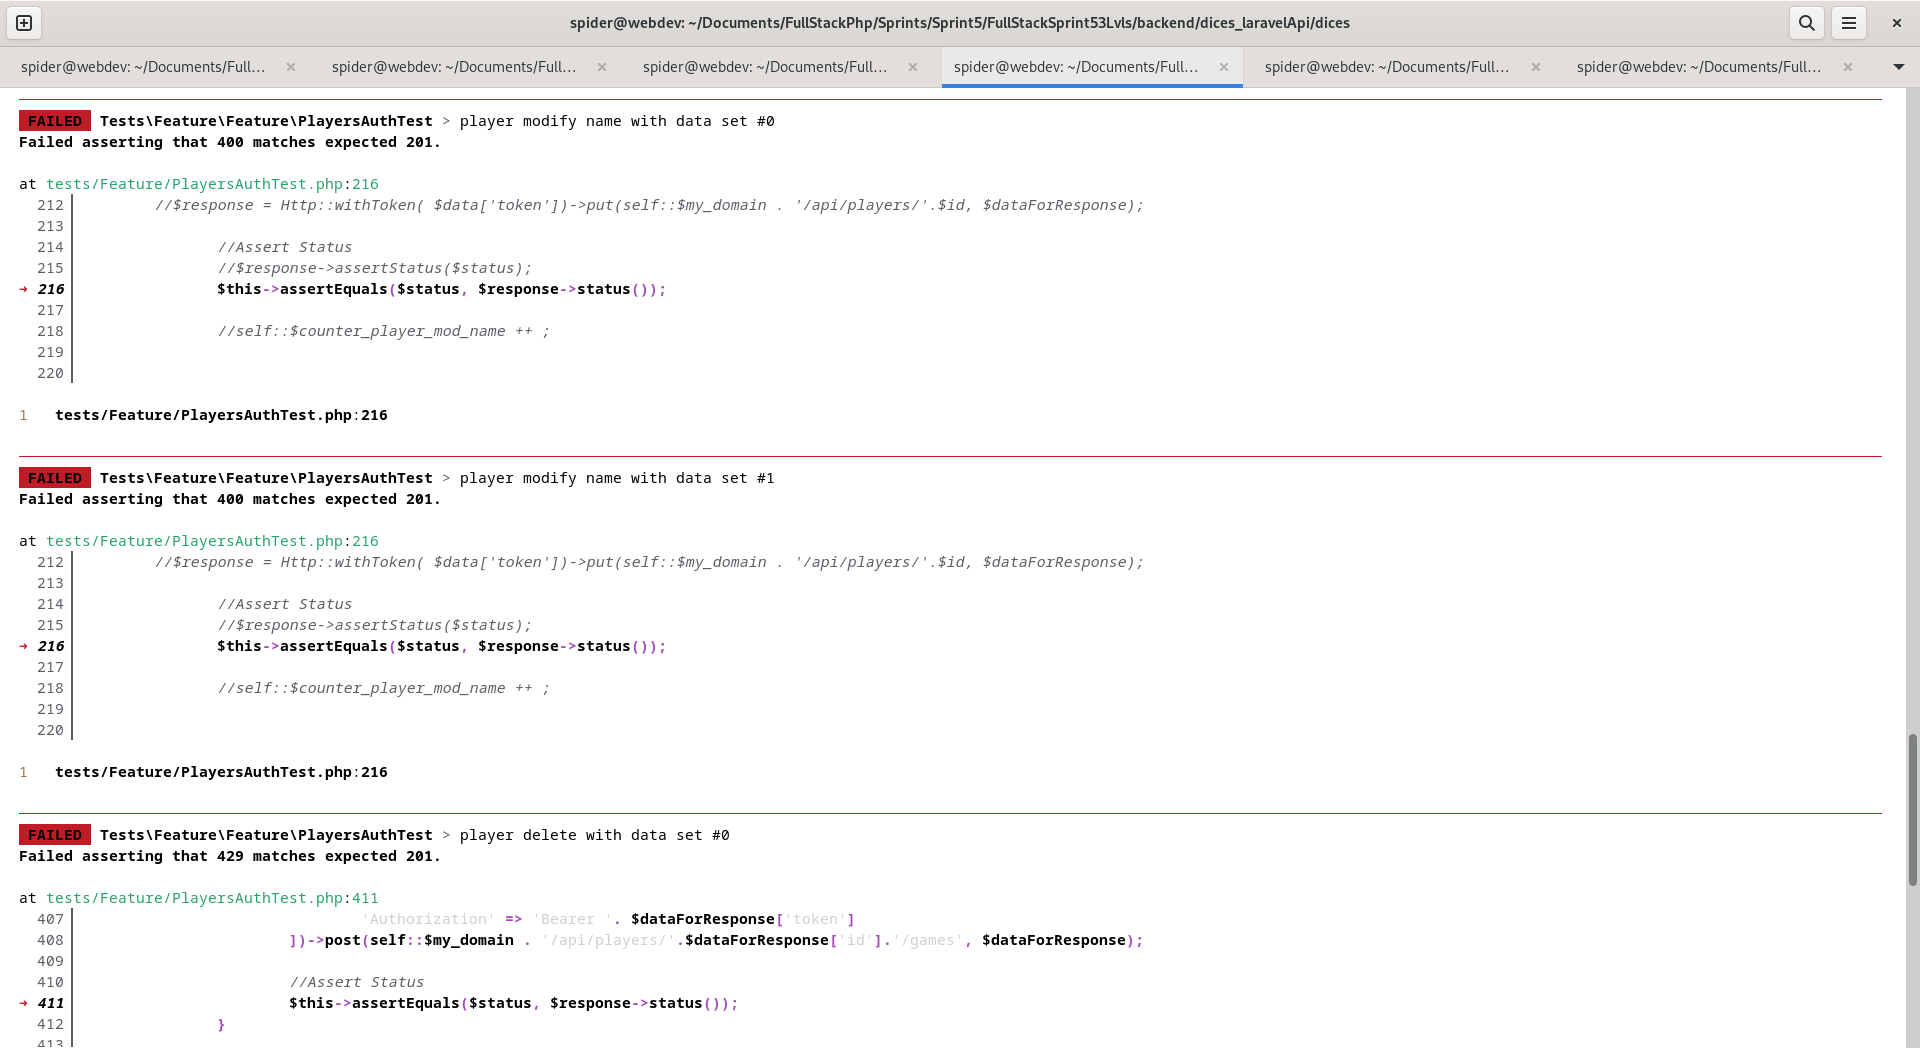 spider@webdev: ~/Documents/FullStackPhp/Sprints/Sprint5/FullStackSprint53Lvls/backend/dices_laravelApi/dices
spider@webdev: ~/Documents/Full... spider@webdev: ~/Documents/Full... spider@webdev: ~/Documents/Full... spider@webdev: ~/Documents/Full... spider@webdev: ~/Documents/Full... spider@webdev: ~/Documents/Full...
FAILED Tests\Feature\Feature\PlayersAuthTest > player modify name with data set #0
Failed asserting that 400 matches expected 201.
at tests/Feature/PlayersAuthTest.php:216
212 //$response = Http::withToken( $data['token'])->put(self::$my_domain . '/api/players/'.$id, $dataForResponse);
213
214 //Assert Status
215 //$response->assertStatus($status);
→ 216 $this->assertEquals($status, $response->status());
217
218 //self::$counter_player_mod_name ++ ;
219
220
1 tests/Feature/PlayersAuthTest.php:216
FAILED Tests\Feature\Feature\PlayersAuthTest > player modify name with data set #1
Failed asserting that 400 matches expected 201.
at tests/Feature/PlayersAuthTest.php:216
212 //$response = Http::withToken( $data['token'])->put(self::$my_domain . '/api/players/'.$id, $dataForResponse);
213
214 //Assert Status
215 //$response->assertStatus($status);
→ 216 $this->assertEquals($status, $response->status());
217
218 //self::$counter_player_mod_name ++ ;
219
220
1 tests/Feature/PlayersAuthTest.php:216
FAILED Tests\Feature\Feature\PlayersAuthTest > player delete with data set #0
Failed asserting that 429 matches expected 201.
at tests/Feature/PlayersAuthTest.php:411
407 'Authorization' => 'Bearer '. $dataForResponse['token']
408 ])->post(self::$my_domain . '/api/players/'.$dataForResponse['id'].'/games', $dataForResponse);
409
410 //Assert Status
→ 411 $this->assertEquals($status, $response->status());
412 }
413